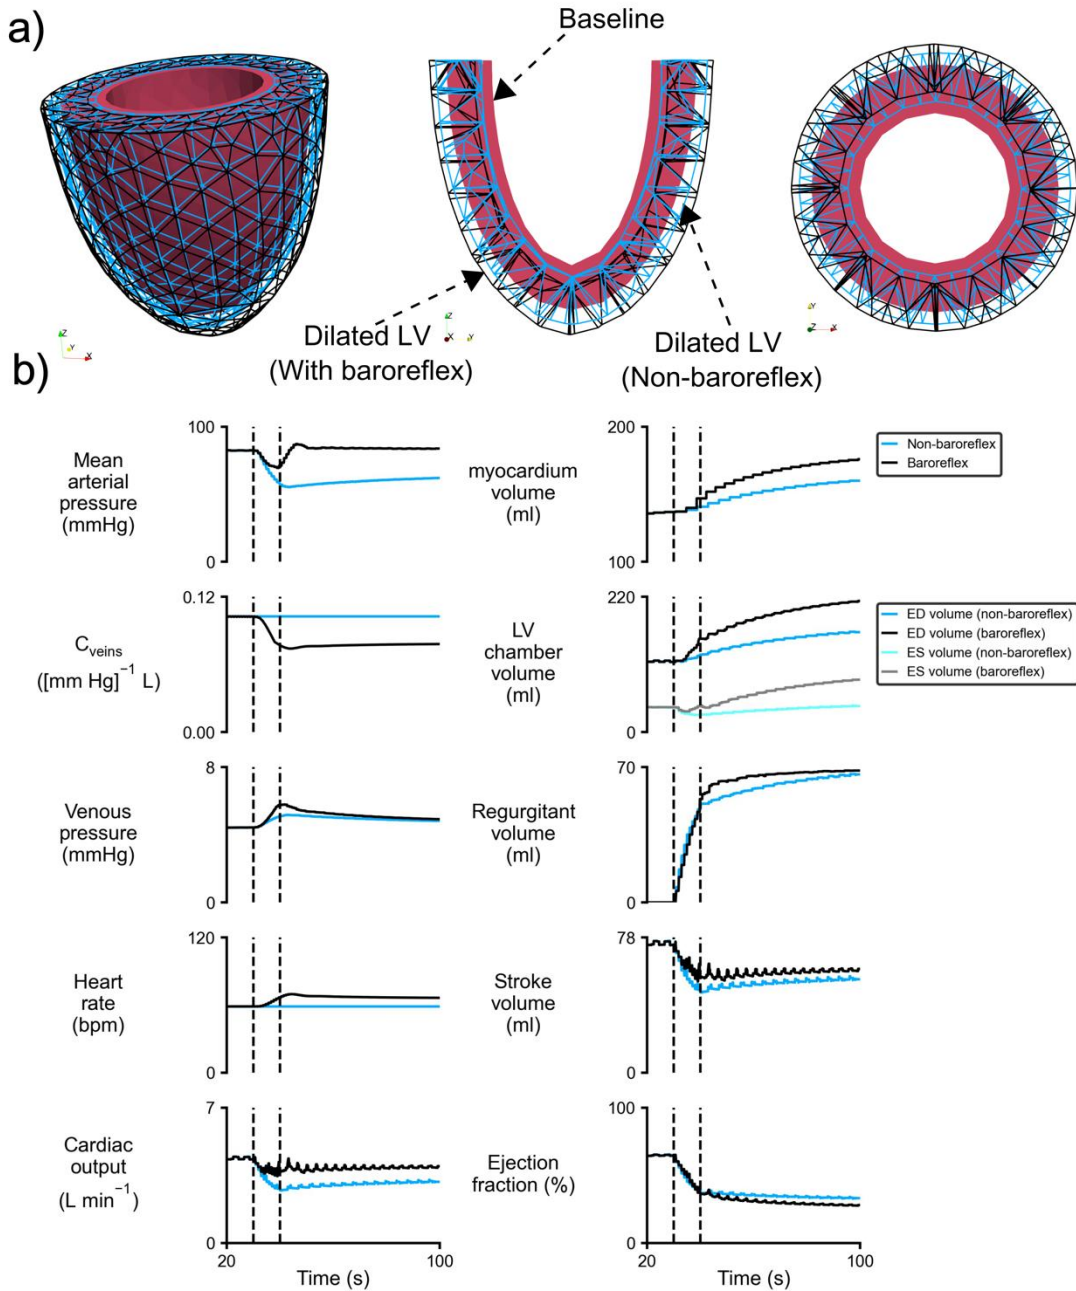 a)
Baseline
Dilated LV
(With baroreflex)
Dilated LV
(Non-baroreflex)
Z
Y
X
Z
X
Y
Y
Z
X
b)
Mean
arterial
pressure
(mmHg)
100
0
myocardium
volume
(ml)
200
100
Non-baroreflex
Baroreflex
C veins
([mm Hg]−1 L)
0.12
0.00
LV
chamber
volume
(ml)
220
0
ED volume (non-baroreflex)
ED volume (baroreflex)
ES volume (non-baroreflex)
ES volume (baroreflex)
Venous
pressure
(mmHg)
8
0
Regurgitant
volume
(ml)
70
0
Heart
rate
(bpm)
120
0
Stroke
volume
(ml)
78
0
Cardiac
output
(L min−1)
7
0
20
100
Time (s)
Ejection
fraction (%)
100
0
20
100
Time (s)